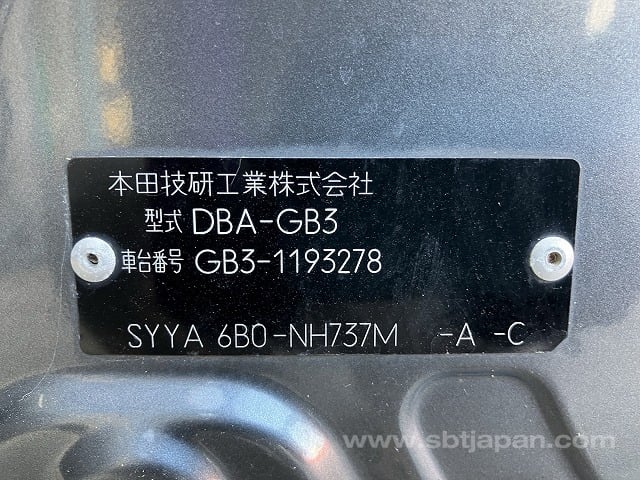 本田技研工業株式会社
型式 DBA-GB3
車台番号 GB3-1193278
SYYA 6B0-NH737M -A -C
www.sbtjapan.com